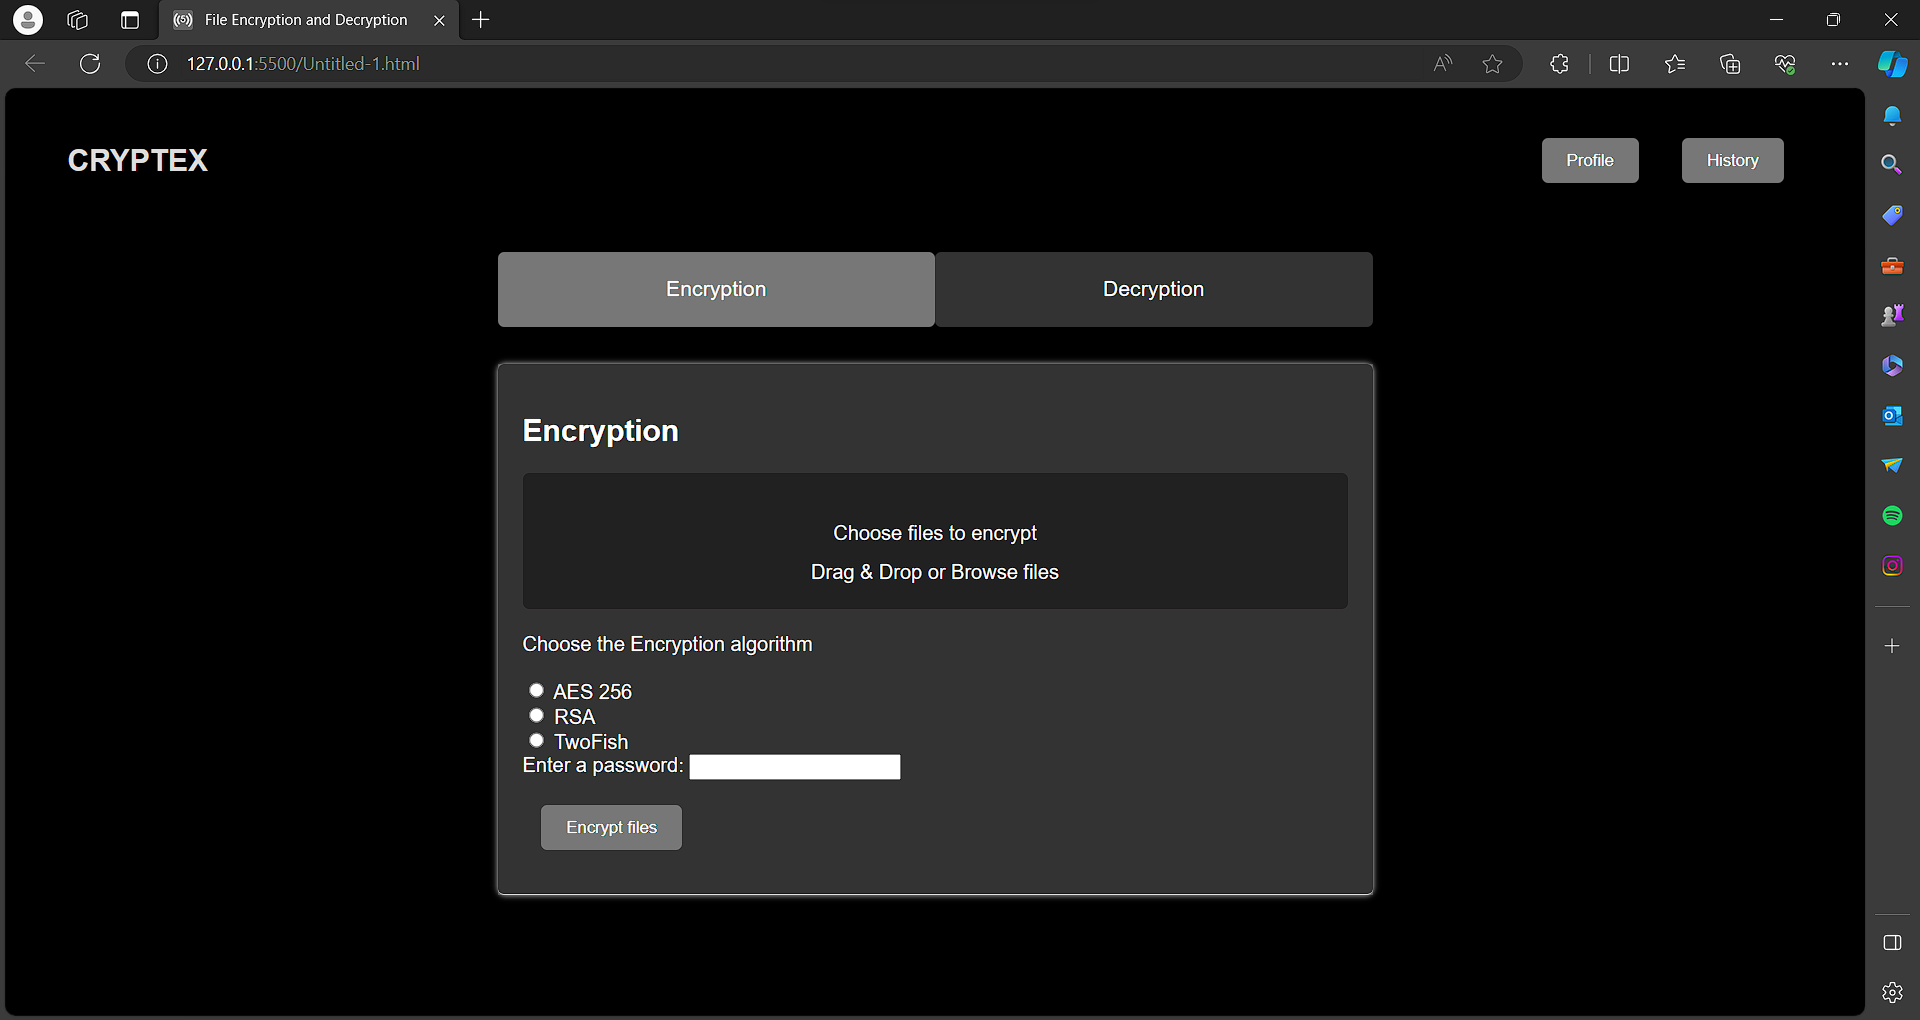 File Encryption and Decryption
127.0.0.1:5500/Untitled-1.html
CRYPTEX
Profile
History
Encryption
Decryption
Encryption
Choose files to encrypt
Drag & Drop or Browse files
Choose the Encryption algorithm
AES 256
RSA
TwoFish
Enter a password:
Encrypt files